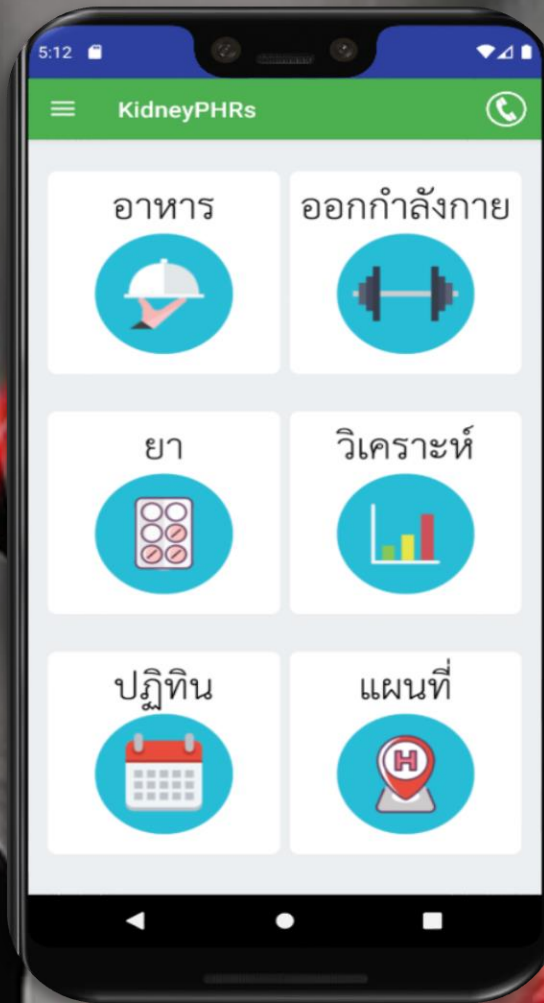 5:12
KidneyPHRs
อาหาร
ออกกำลังกาย
ยา
วิเคราะห์
ปฏิทิน
แผนที่
H